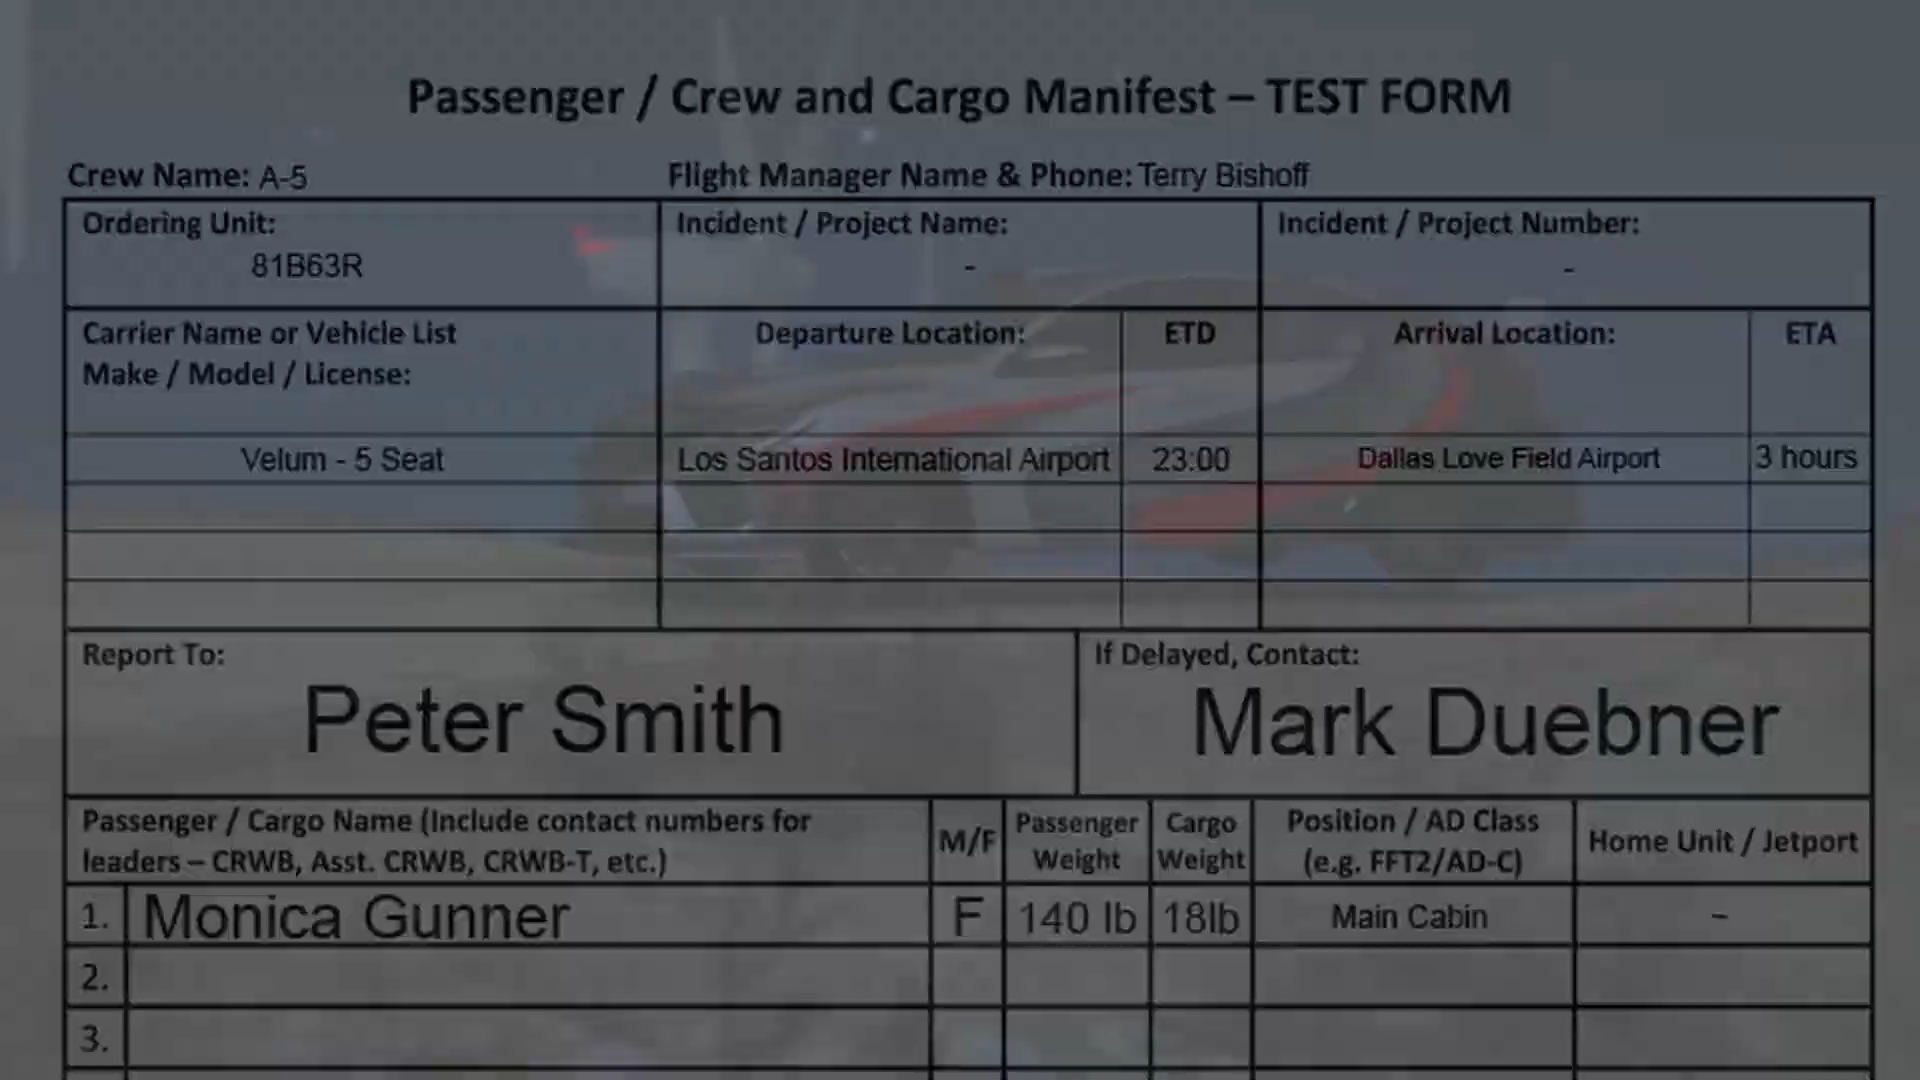 Passenger / Crew and Cargo Manifest – TEST FORM
Crew Name: A-5
Flight Manager Name & Phone: Terry Bishoff
Ordering Unit:
81B63R
Incident / Project Name:
-
Incident / Project Number:
-
Carrier Name or Vehicle List
Make / Model / License:
Departure Location:
ETD
Arrival Location:
ETA
Velum - 5 Seat
Los Santos International Airport
23:00
Dallas Love Field Airport
3 hours
Report To:
Peter Smith
If Delayed, Contact:
Mark Duebner
Passenger / Cargo Name (Include contact numbers for
leaders – CRWB, Asst. CRWB, CRWB-T, etc.)
M/F
Passenger
Weight
Cargo
Weight
Position / AD Class
(e.g. FFT2/AD-C)
Home Unit / Jetport
1. Monica Gunner
F
140 lb
18lb
Main Cabin
–
2.
3.